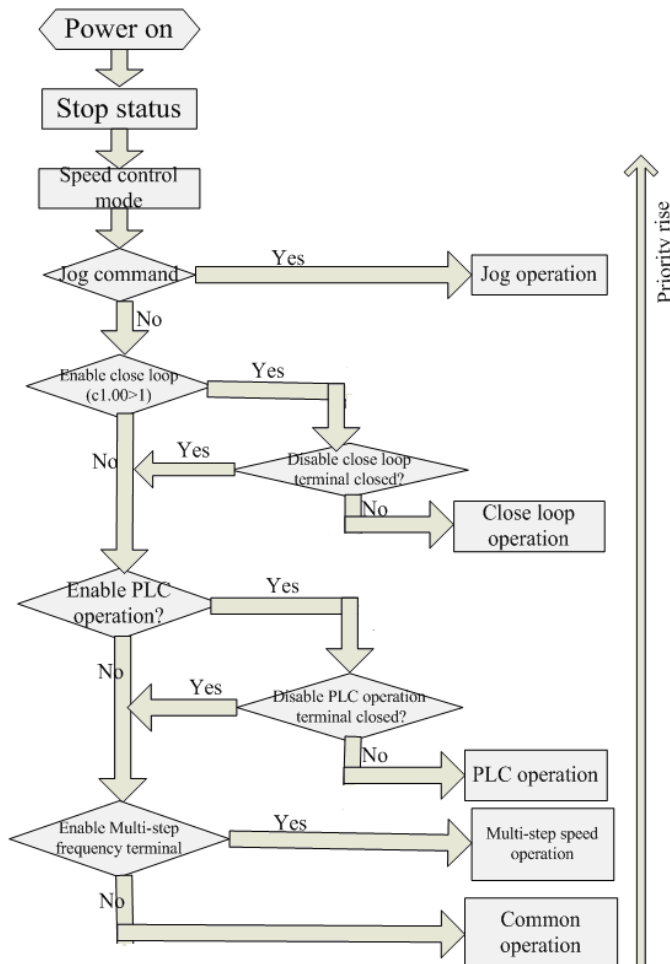 Power on
Stop status
Speed control
mode
Jog command
Yes
Jog operation
No
Enable close loop
(c1.00>1)
Yes
Disable close loop
terminal closed?
Yes
No
No
Close loop
operation
Enable PLC
operation?
Yes
No
Disable PLC operation
terminal closed?
Yes
No
PLC operation
Enable Multi-step
frequency terminal
Yes
Multi-step speed
operation
No
Common
operation
Priority rise